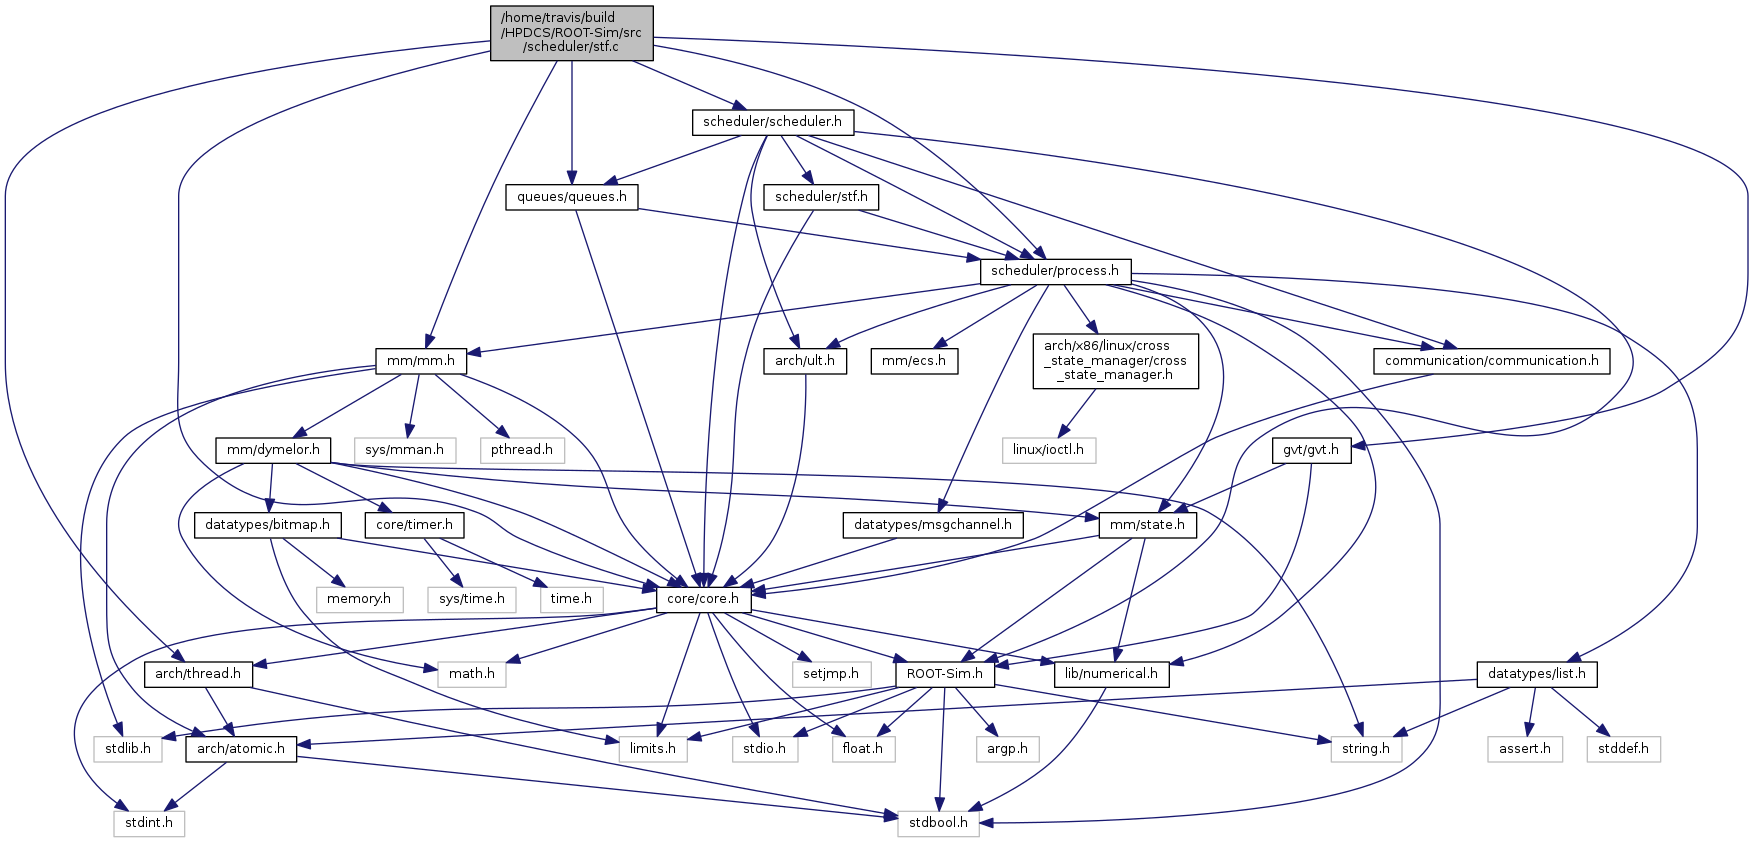 /home/travis/build
/HPDCS/ROOT-Sim/src
/scheduler/stf.c
scheduler/scheduler.h
queues/queues.h
scheduler/stf.h
scheduler/process.h
mm/mm.h
arch/ult.h
mm/ecs.h
arch/x86/linux/cross
_state_manager/cross
_state_manager.h
communication/communication.h
mm/dymelor.h
sys/mman.h
pthread.h
linux/ioctl.h
gvt/gvt.h
datatypes/bitmap.h
core/timer.h
datatypes/msgchannel.h
mm/state.h
memory.h
sys/time.h
time.h
core/core.h
arch/thread.h
math.h
setjmp.h
ROOT-Sim.h
lib/numerical.h
datatypes/list.h
stdlib.h
arch/atomic.h
limits.h
stdio.h
float.h
argp.h
string.h
assert.h
stddef.h
stdint.h
stdbool.h